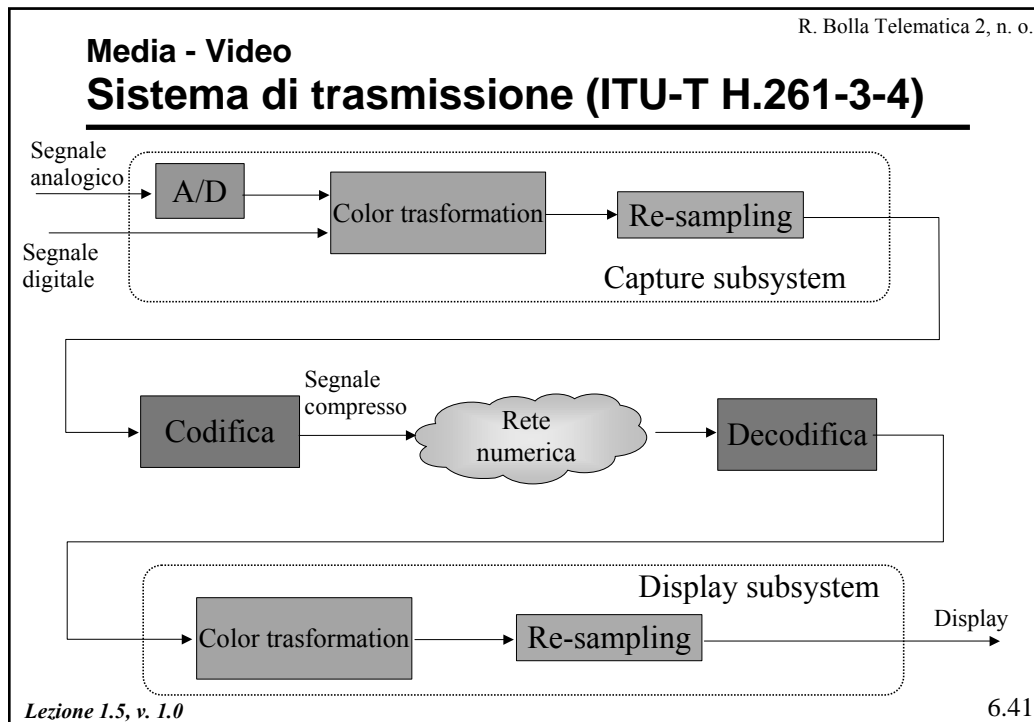 R. Bolla Telematica 2, n. o.
Media - Video
Sistema di trasmissione (ITU-T H.261-3-4)
Segnale
analogico
A/D
Color trasformation
Re-sampling
Segnale
digitale
Capture subsystem
Segnale
compresso
Codifica
Rete
numerica
Decodifica
Display subsystem
Color trasformation
Re-sampling
Display
Lezione 1.5, v. 1.0
6.41